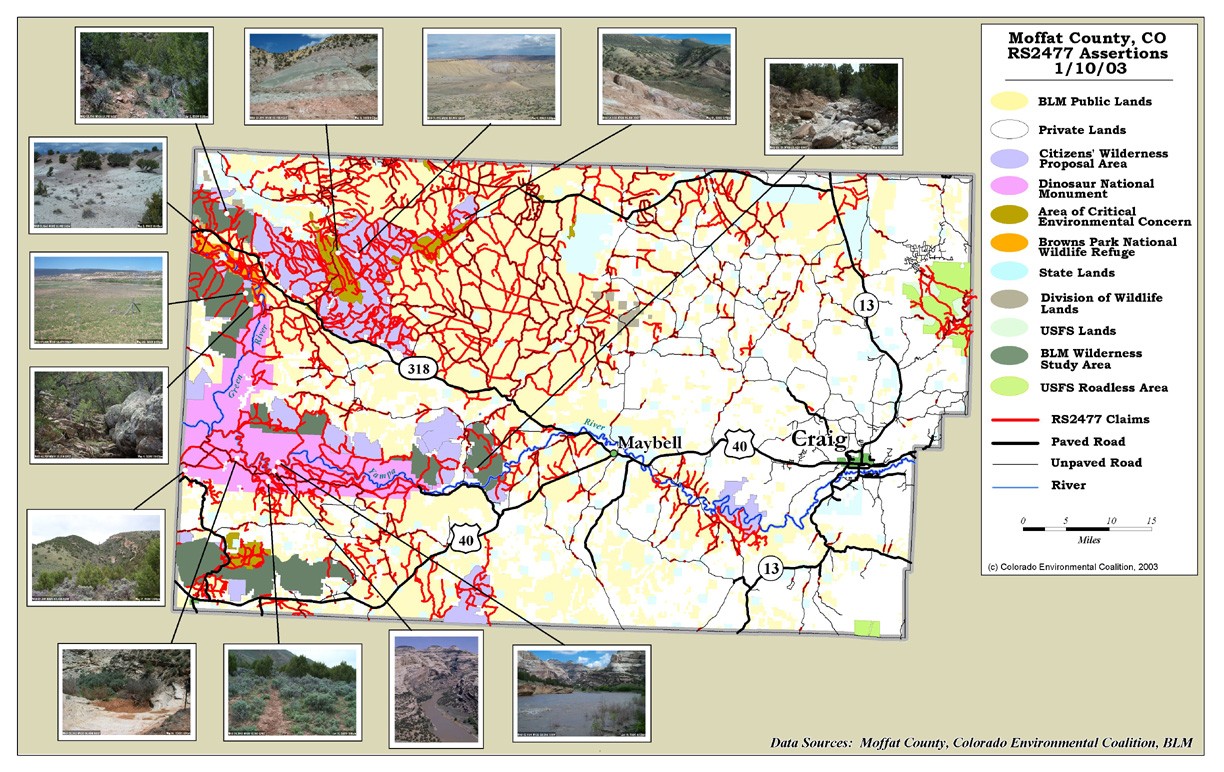 Moffat County, CO
RS2477 Assertions
1/10/03
BLM Public Lands
Private Lands
Citizens' Wilderness
Proposal Area
Dinosaur National
Monument
Area of Critical
Environmental Concern
Browns Park National
Wildlife Refuge
State Lands
Division of Wildlife
Lands
USFS Lands
BLM Wilderness
Study Area
USFS Roadless Area
RS2477 Claims
Paved Road
Unpaved Road
River
0 5 10 15
Miles
(c) Colorado Environmental Coalition, 2003
13
318
Green River
River
Maybell
40
Craig
Yampa
40
13
Data Sources: Moffat County, Colorado Environmental Coalition, BLM